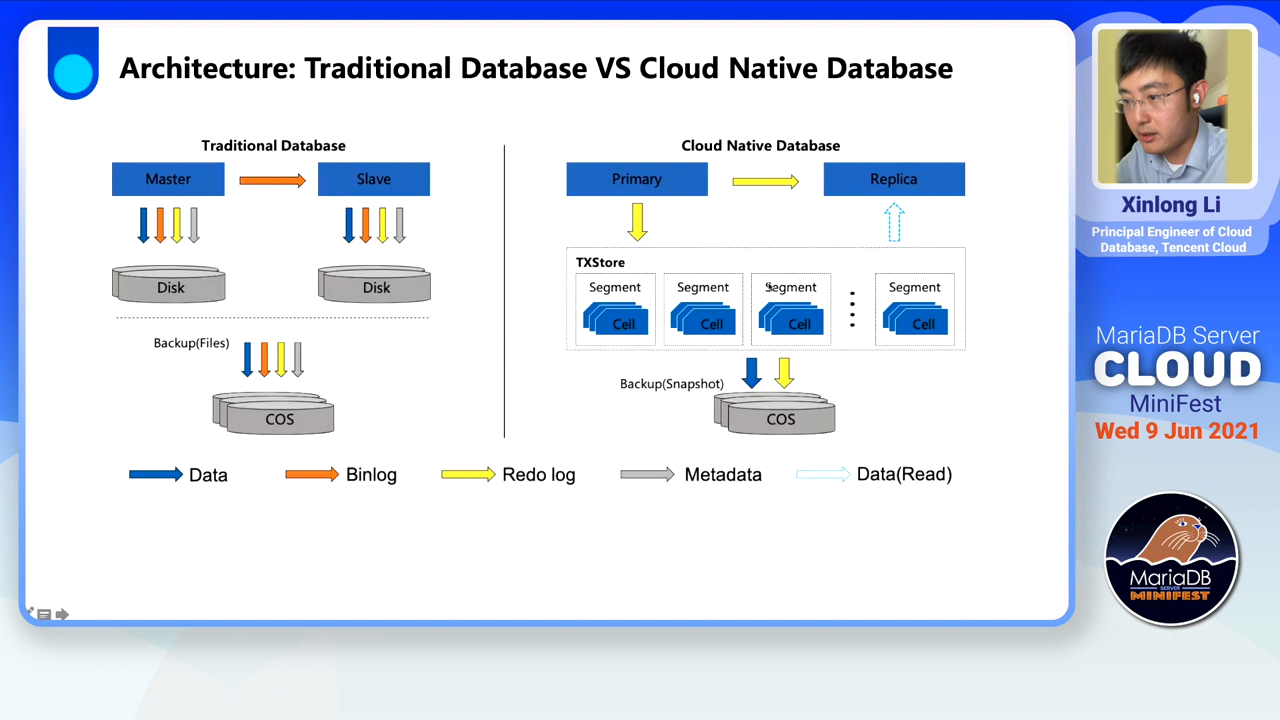 Architecture: Traditional Database VS Cloud Native Database
Traditional Database
Master
Slave
Disk
Disk
Backup(Files)
COS
Cloud Native Database
Primary
Replica
TXStore
Segment
Segment
Segment
Segment
Cell
Cell
Cell
Cell
Backup(Snapshot)
COS
Data
Binlog
Redo log
Metadata
Data(Read)
Xinlong Li
Principal Engineer of Cloud
Database, Tencent Cloud
MariaDB Server
CLOUD
MiniFest
Wed 9 Jun 2021
MariaDB
SERVER
MINIFEST